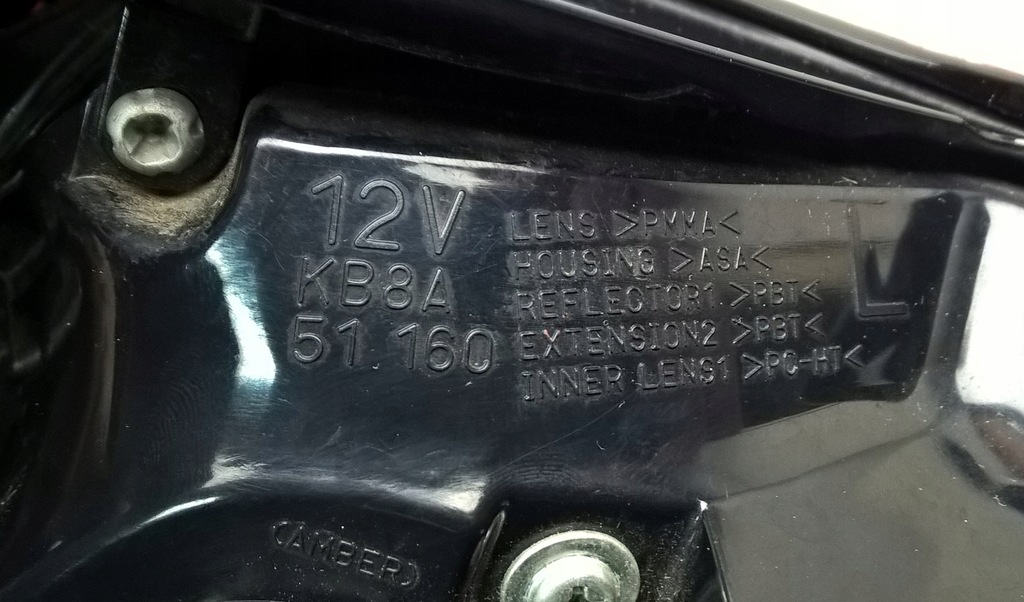 12V
KB8A
51 160
LENS >PMMA<
HOUSING >ASA<
REFLECTOR1 >PBT<
EXTENSION2 >PBT<
INNER LENS1 >PC-HT<
L
(AMBER)